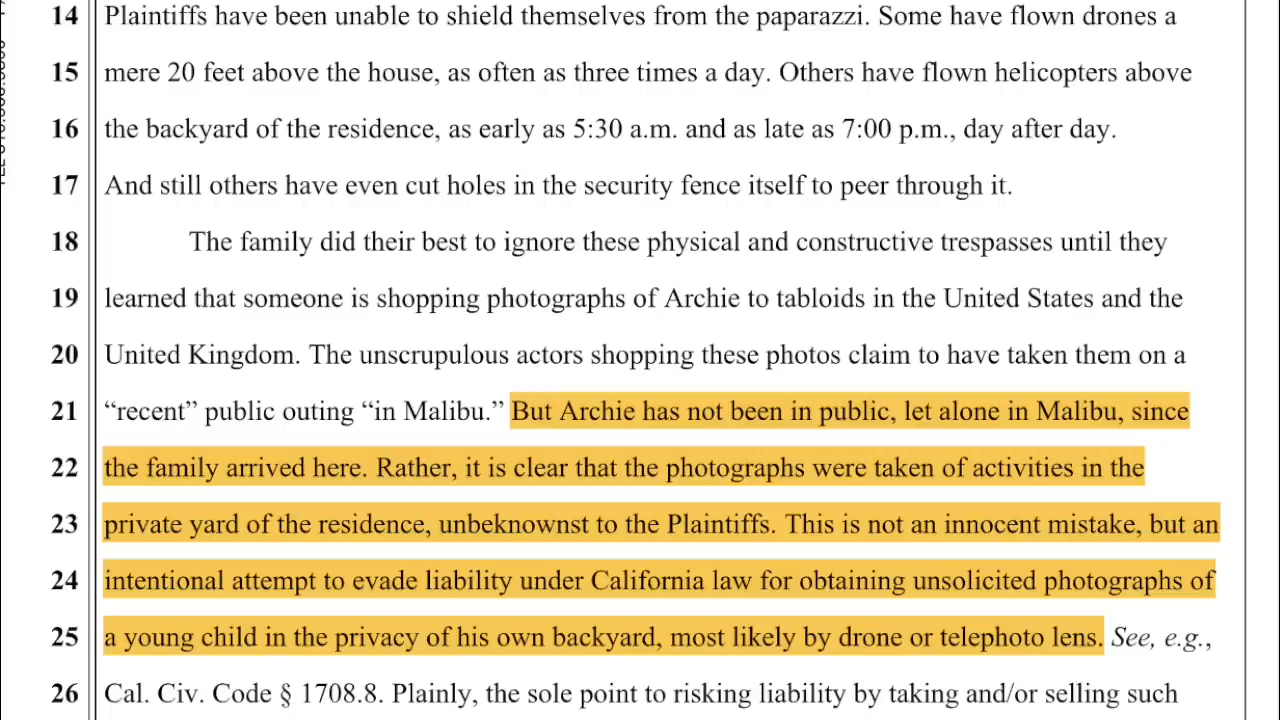 14 Plaintiffs have been unable to shield themselves from the paparazzi. Some have flown drones a
15 mere 20 feet above the house, as often as three times a day. Others have flown helicopters above
16 the backyard of the residence, as early as 5:30 a.m. and as late as 7:00 p.m., day after day.
17 And still others have even cut holes in the security fence itself to peer through it.
18 The family did their best to ignore these physical and constructive trespasses until they
19 learned that someone is shopping photographs of Archie to tabloids in the United States and the
20 United Kingdom. The unscrupulous actors shopping these photos claim to have taken them on a
21 “recent” public outing “in Malibu.” But Archie has not been in public, let alone in Malibu, since
22 the family arrived here. Rather, it is clear that the photographs were taken of activities in the
23 private yard of the residence, unbeknownst to the Plaintiffs. This is not an innocent mistake, but an
24 intentional attempt to evade liability under California law for obtaining unsolicited photographs of
25 a young child in the privacy of his own backyard, most likely by drone or telephoto lens. See, e.g.,
26 Cal. Civ. Code § 1708.8. Plainly, the sole point to risking liability by taking and/or selling such